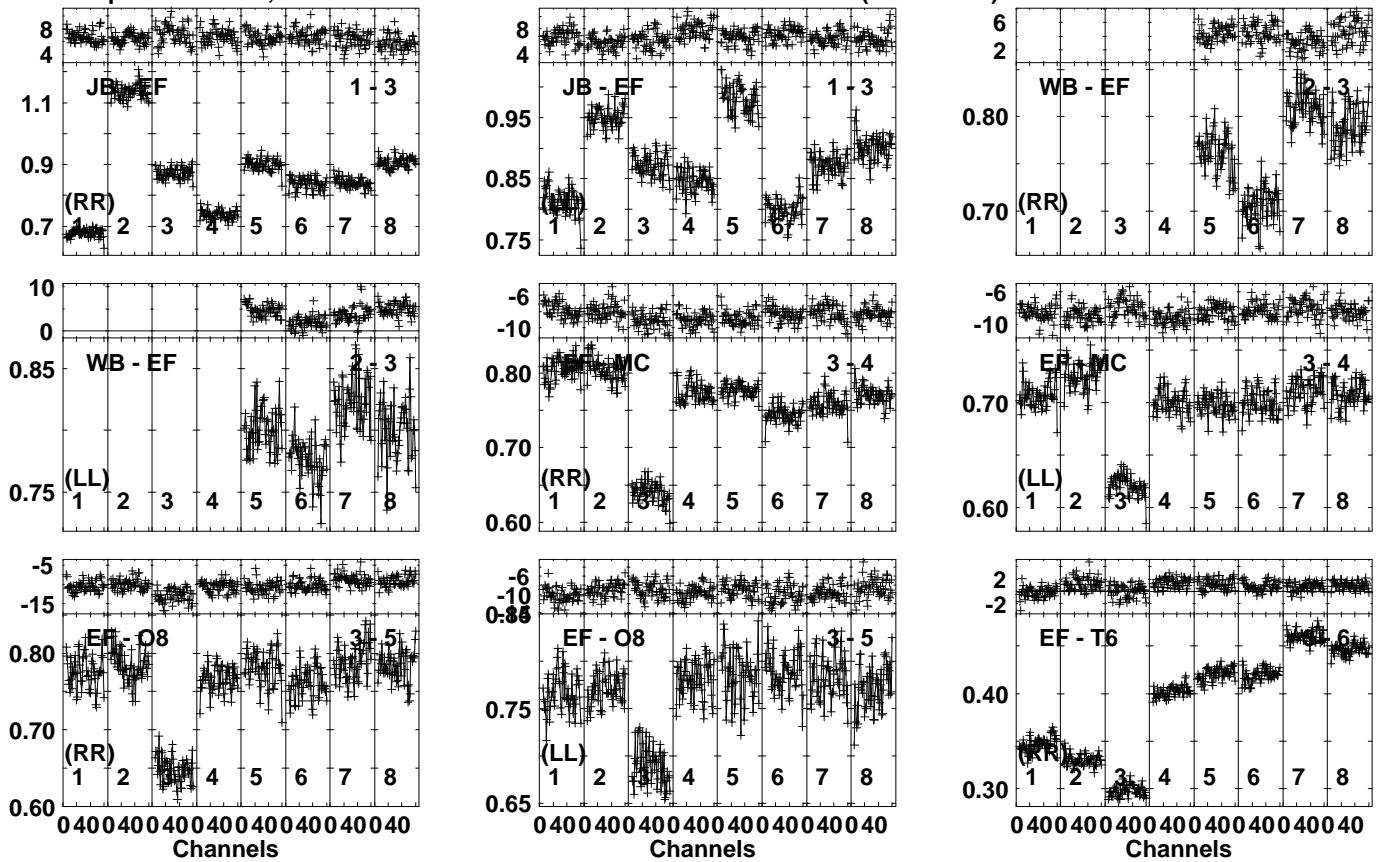 8 4 8 4 6 2
JB - EF 1 - 3 JB - EF 1 - 3 WB - EF 2 - 3
1.1 0.9 0.7 0.95 0.85 0.75 0.80 0.70
(RR) (RR)
1 2 3 4 5 6 7 8 1 2 3 4 5 6 7 8 1 2 3 4 5 6 7 8
10 0 -6 -10 -6 -10
WB - EF 2 - 3 EF - MC 3 - 4 EF - MC 3 - 4
0.85 0.75 0.80 0.70 0.60 0.70 0.60
(LL) (RR) (LL)
1 2 3 4 5 6 7 8 1 2 3 4 5 6 7 8 1 2 3 4 5 6 7 8
-5 -15 -6 -10 2 -2
EF - O8 3 - 5 EF - O8 3 - 5 EF - T6 6
0.80 0.70 0.60 0.75 0.65 0.40 0.30
(RR) (LL) (RR)
1 2 3 4 5 6 7 8 1 2 3 4 5 6 7 8 1 2 3 4 5 6 7 8
0 40 0 40 0 40 0 40 0 40 0 40 0 40 0 40 0 40 0 40 0 40 0 40 0 40 0 40 0 40 0 40 0 40 0 40 0 40 0 40 0 40 0 40 0 40 0 40
Channels Channels Channels